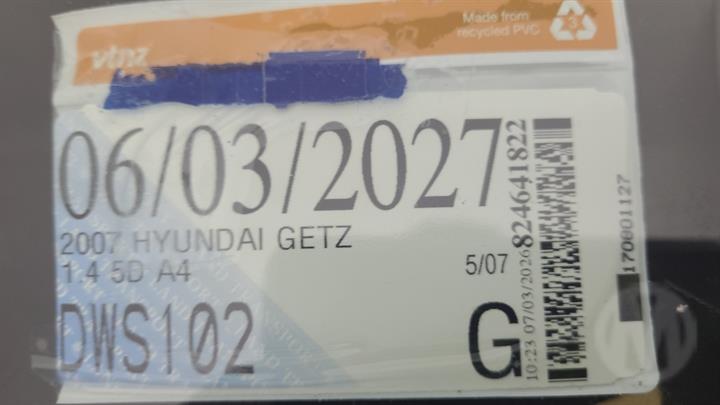 vtnz
Made from
recycled PVC
3
06/03/2027
2007 HYUNDAI GETZ
1.4 5D A4
5/07
DWS102
G
10:23 07/03/2026
824641822
170801127
M